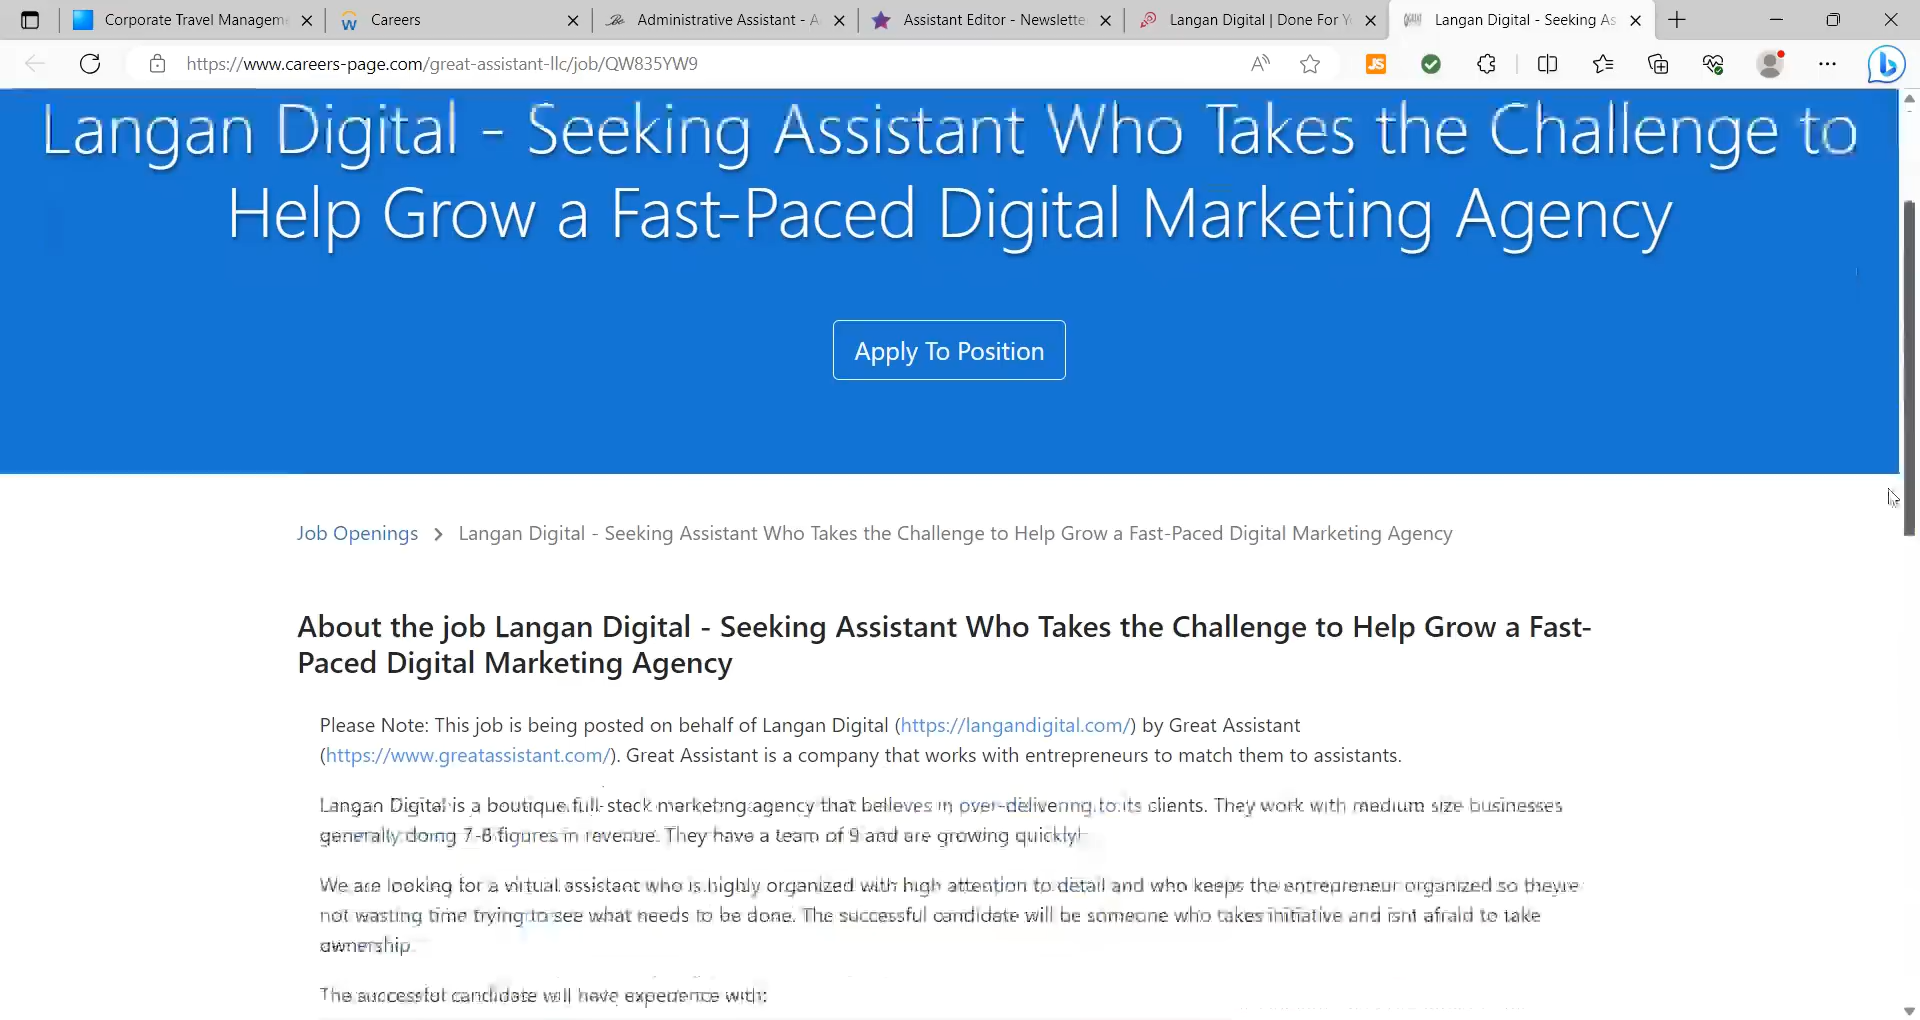 Corporate Travel Managem
Careers
Administrative Assistant - A
Assistant Editor - Newslette
Langan Digital | Done For Y
Langan Digital - Seeking As
https://www.careers-page.com/great-assistant-llc/job/QW835YW9
JS
Langan Digital - Seeking Assistant Who Takes the Challenge to
Help Grow a Fast-Paced Digital Marketing Agency
Apply To Position
Job Openings > Langan Digital - Seeking Assistant Who Takes the Challenge to Help Grow a Fast-Paced Digital Marketing Agency
About the job Langan Digital - Seeking Assistant Who Takes the Challenge to Help Grow a Fast-
Paced Digital Marketing Agency
Please Note: This job is being posted on behalf of Langan Digital (https://langandigital.com/) by Great Assistant
(https://www.greatassistant.com/). Great Assistant is a company that works with entrepreneurs to match them to assistants.
Langan Digital is a boutique full-stack marketing agency that believes in over-delivering to its clients. They work with medium size businesses
generally doing 7-8 figures in revenue. They have a team of 9 and are growing quickly!
We are looking for a virtual assistant who is highly organized with high attention to detail and who keeps the entrepreneur organized so theyre
not wasting time trying to see what needs to be done. The successful candidate will be someone who takes initiative and isnt afraid to take
ownership.
The successful candidate will have experience with: